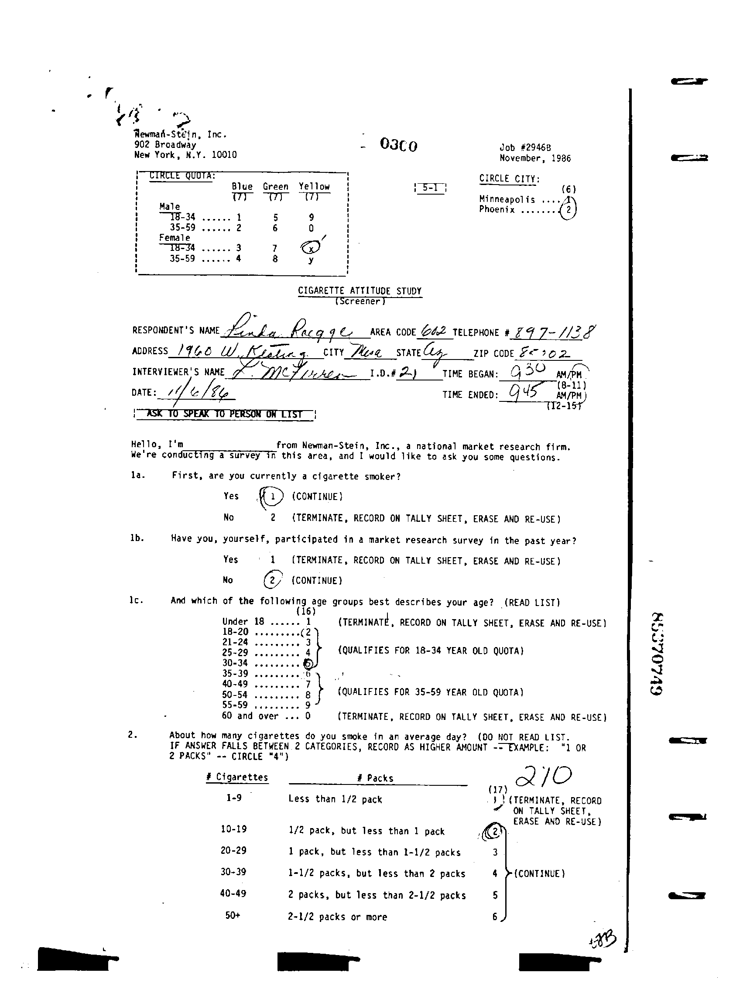 Newman-Stein, Inc.
902 Broadway
New York, N.Y. 10010
0300
Job #2946B
November, 1986
CIRCLE QUOTA:
Blue Green Yellow
(7) (7) (7)
Male
18-34 ...... 1 5 9
35-59 ...... 2 6 0
Female
18-34 ...... 3 7 x
35-59 ...... 4 8 y
5-1
CIRCLE CITY:
(6)
Minneapolis .... 1
Phoenix ....... 2
CIGARETTE ATTITUDE STUDY
(Screener)
RESPONDENT'S NAME Linda AREA CODE 602 TELEPHONE # 897-1138
ADDRESS 1960 W. Keating CITY Mesa STATE Az ZIP CODE 85202
INTERVIEWER'S NAME L. I.D.# 21 TIME BEGAN: 930 AM/PM
(8-11)
DATE: 11/6/86 TIME ENDED: 945 AM/PM
(12-15)
ASK TO SPEAK TO PERSON ON LIST
Hello, I'm ____________ from Newman-Stein, Inc., a national market research firm.
We're conducting a survey in this area, and I would like to ask you some questions.
1a. First, are you currently a cigarette smoker?
Yes 1 (CONTINUE)
No 2 (TERMINATE, RECORD ON TALLY SHEET, ERASE AND RE-USE)
1b. Have you, yourself, participated in a market research survey in the past year?
Yes 1 (TERMINATE, RECORD ON TALLY SHEET, ERASE AND RE-USE)
No 2 (CONTINUE)
1c. And which of the following age groups best describes your age? (READ LIST)
(16)
Under 18 ...... 1 (TERMINATE, RECORD ON TALLY SHEET, ERASE AND RE-USE)
18-20 ......... 2
21-24 ......... 3
25-29 ......... 4 (QUALIFIES FOR 18-34 YEAR OLD QUOTA)
30-34 ......... 5
35-39 ......... 6
40-49 ......... 7
50-54 ......... 8 (QUALIFIES FOR 35-59 YEAR OLD QUOTA)
55-59 ......... 9
60 and over ... 0 (TERMINATE, RECORD ON TALLY SHEET, ERASE AND RE-USE)
2. About how many cigarettes do you smoke in an average day? (DO NOT READ LIST.
IF ANSWER FALLS BETWEEN 2 CATEGORIES, RECORD AS HIGHER AMOUNT -- EXAMPLE: "1 OR
2 PACKS" -- CIRCLE "4")
210
# Cigarettes # Packs
(17)
1-9 Less than 1/2 pack 1 (TERMINATE, RECORD
ON TALLY SHEET,
ERASE AND RE-USE)
10-19 1/2 pack, but less than 1 pack 2
20-29 1 pack, but less than 1-1/2 packs 3
30-39 1-1/2 packs, but less than 2 packs 4 (CONTINUE)
40-49 2 packs, but less than 2-1/2 packs 5
50+ 2-1/2 packs or more 6
85370749